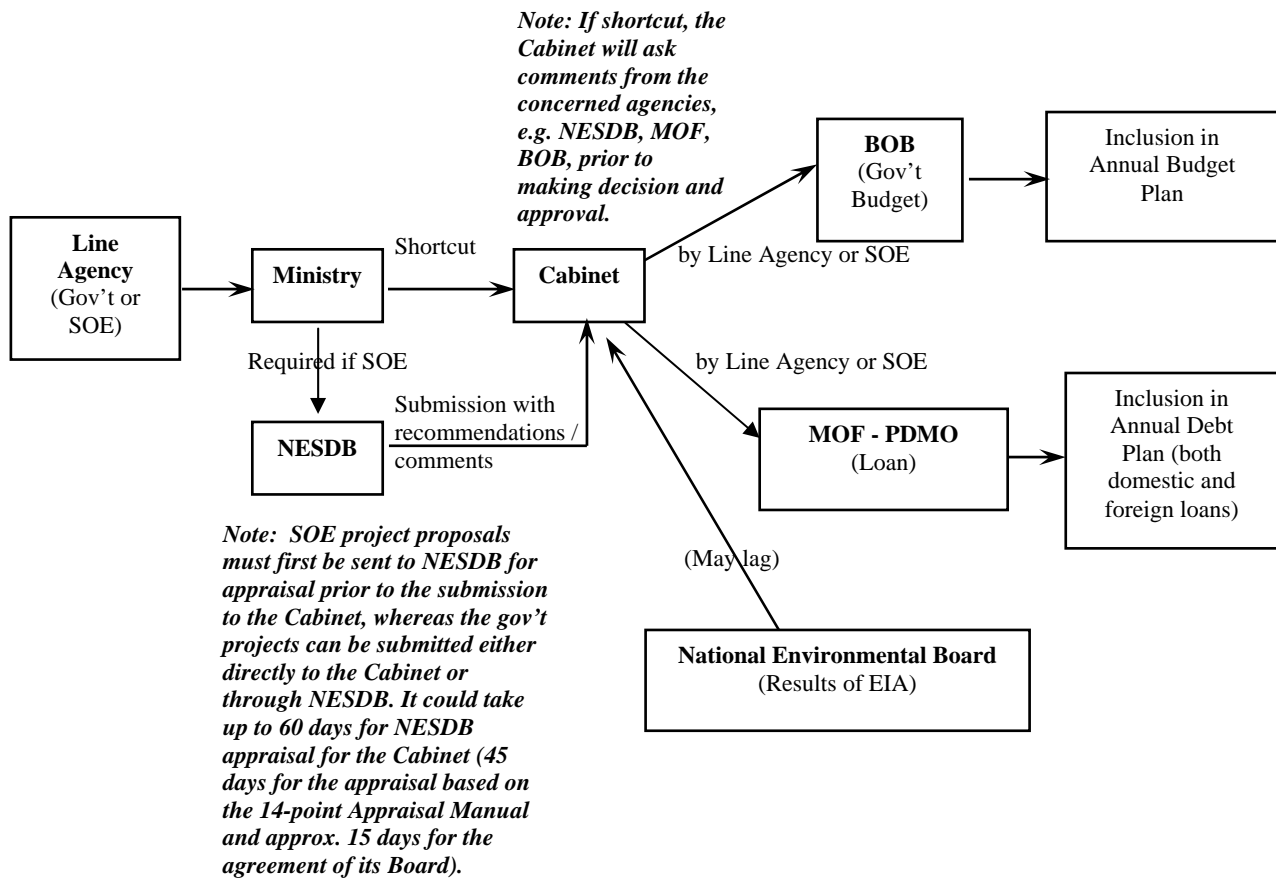 Note: If shortcut, the
Cabinet will ask
comments from the
concerned agencies,
e.g. NESDB, MOF,
BOB, prior to
making decision and
approval.
BOB
(Gov't
Budget)
Inclusion in
Annual Budget
Plan
Line
Agency
(Gov't or
SOE)
Ministry
Shortcut
Cabinet
by Line Agency or SOE
Required if SOE
NESDB
Submission with
recommendations /
comments
by Line Agency or SOE
MOF - PDMO
(Loan)
Inclusion in
Annual Debt
Plan (both
domestic and
foreign loans)
Note:  SOE project proposals
must first be sent to NESDB for
appraisal prior to the submission
to the Cabinet, whereas the gov't
projects can be submitted either
directly to the Cabinet or
through NESDB. It could take
up to 60 days for NESDB
appraisal for the Cabinet (45
days for the appraisal based on
the 14-point Appraisal Manual
and approx. 15 days for the
agreement of its Board).
(May lag)
National Environmental Board
(Results of EIA)